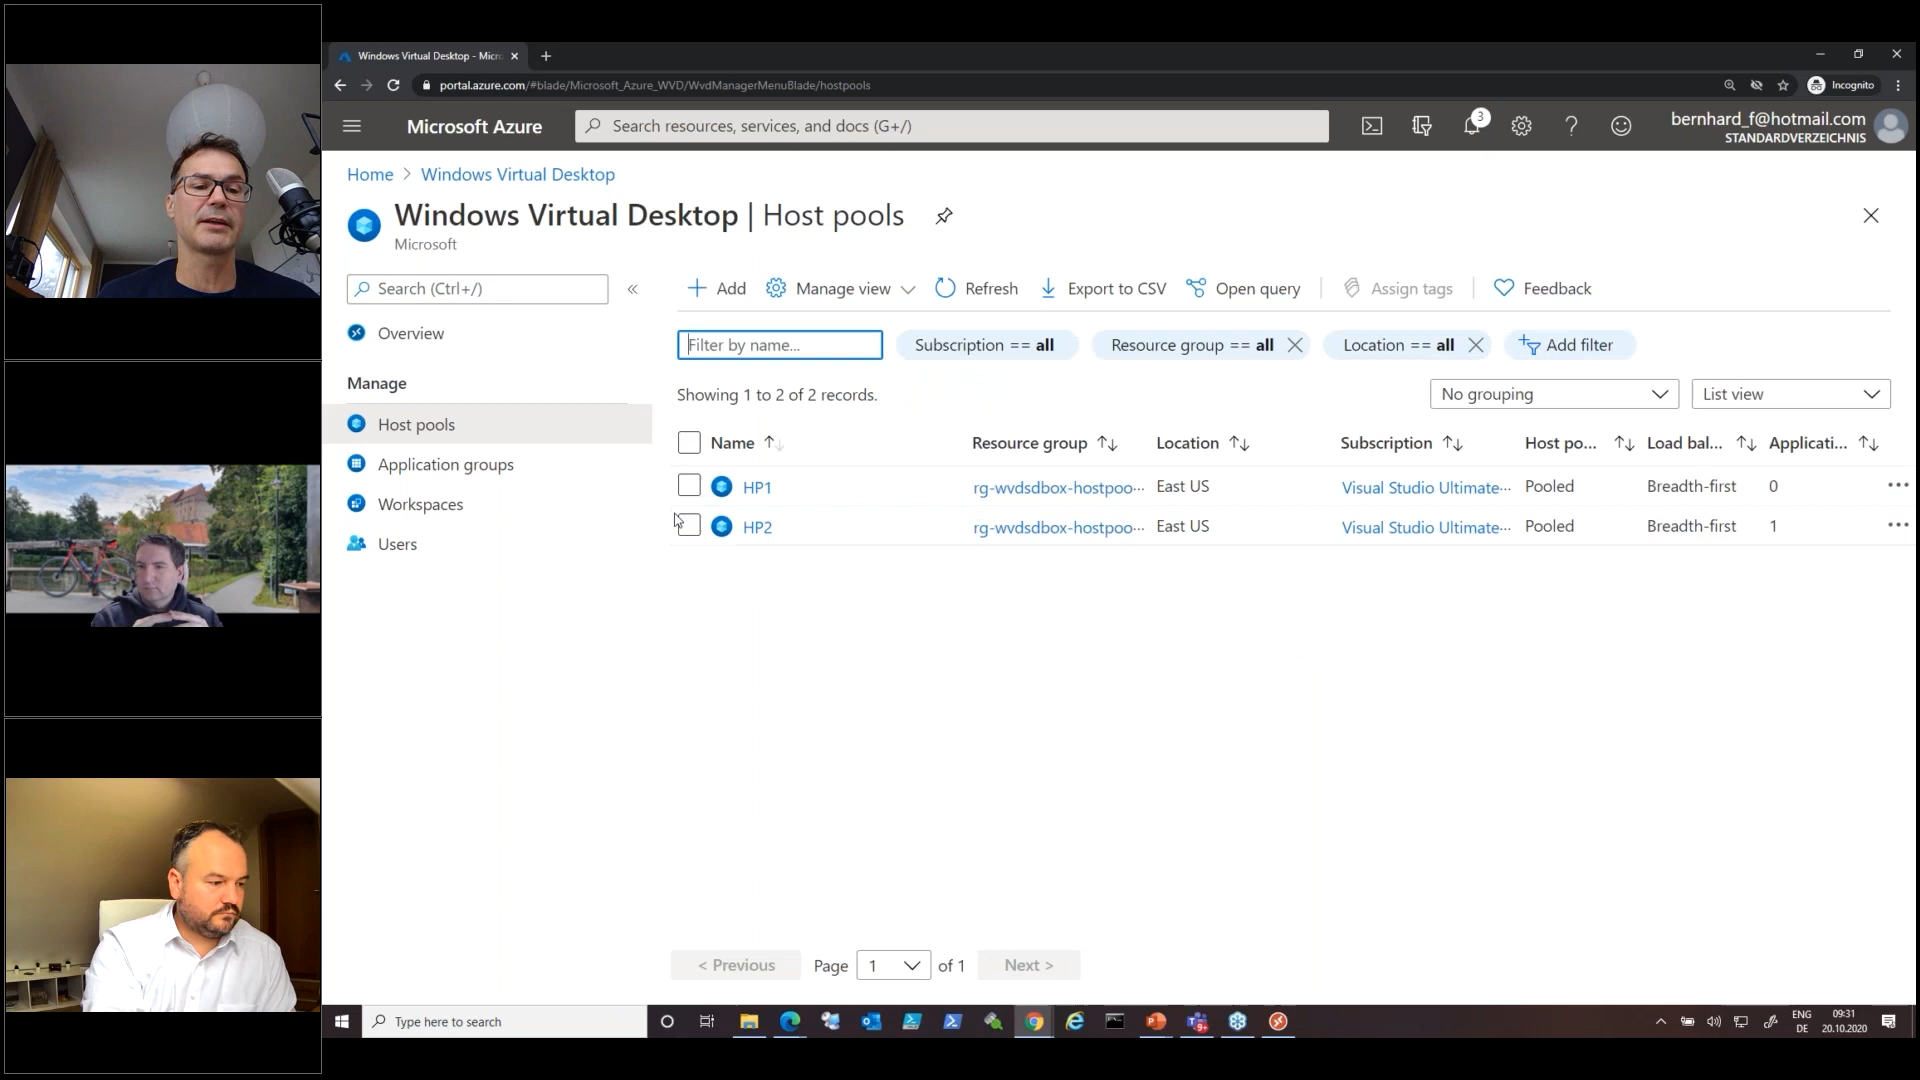 Windows Virtual Desktop - Micro
portal.azure.com/#blade/Microsoft_Azure_WVD/WvdManagerMenuBlade/hostpools
Incognito
Microsoft Azure
Search resources, services, and docs (G+/)
3
bernhard_f@hotmail.com
STANDARDVERZEICHNIS
Home > Windows Virtual Desktop
Windows Virtual Desktop | Host pools
Microsoft
Search (Ctrl+/)
«
Overview
Manage
Host pools
Application groups
Workspaces
Users
Add
Manage view
Refresh
Export to CSV
Open query
Assign tags
Feedback
Filter by name...
Subscription == all
Resource group == all
Location == all
Add filter
Showing 1 to 2 of 2 records.
No grouping
List view
Name Resource group Location Subscription Host po... Load bal... Applicati...
HP1 rg-wvdsdbox-hostpoo... East US Visual Studio Ultimate... Pooled Breadth-first 0
HP2 rg-wvdsdbox-hostpoo... East US Visual Studio Ultimate... Pooled Breadth-first 1
< Previous Page 1 of 1 Next >
Type here to search
ENG
DE
09:31
20.10.2020